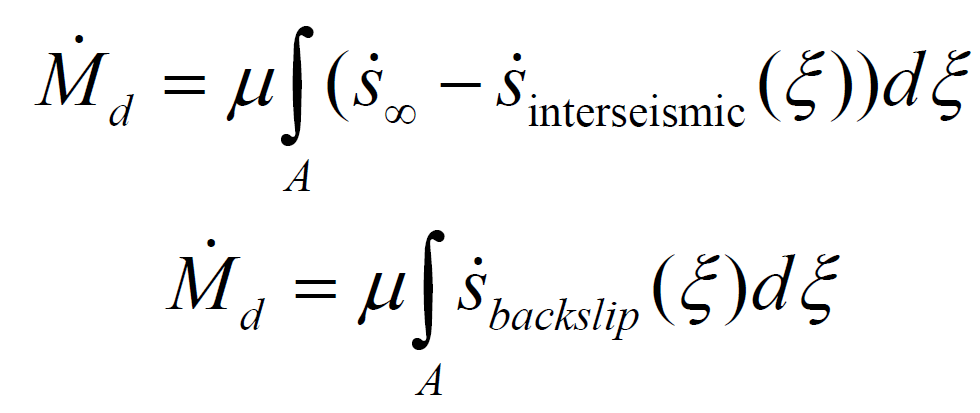 Ṁ_d = μ∫_A (ṡ_∞ − ṡ_interseismic (ξ))dξ
Ṁ_d = μ∫_A ṡ_backslip (ξ)dξ